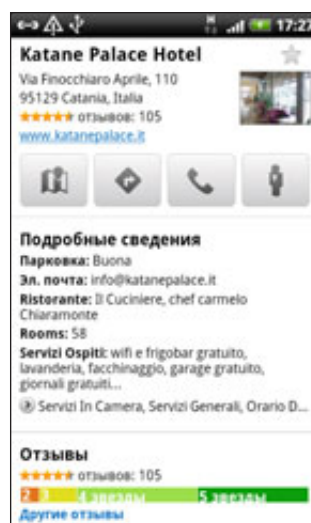 17:27
Katane Palace Hotel
Via Finocchiaro Aprile, 110
95129 Catania, Italia
отзывов: 105
www.katanepalace.it
Подробные сведения
Парковка: Buona
Эл. почта: info@katanepalace.it
Ristorante: Il Cuciniere, chef carmelo
Chiaramonte
Rooms: 58
Servizi Ospiti: wifi e frigobar gratuito,
lavanderia, facchinaggio, garage gratuito,
giornali gratuiti...
Servizi In Camera, Servizi Generali, Orario D...
Отзывы
отзывов: 105
2 3 4 звезды 5 звезды
Другие отзывы